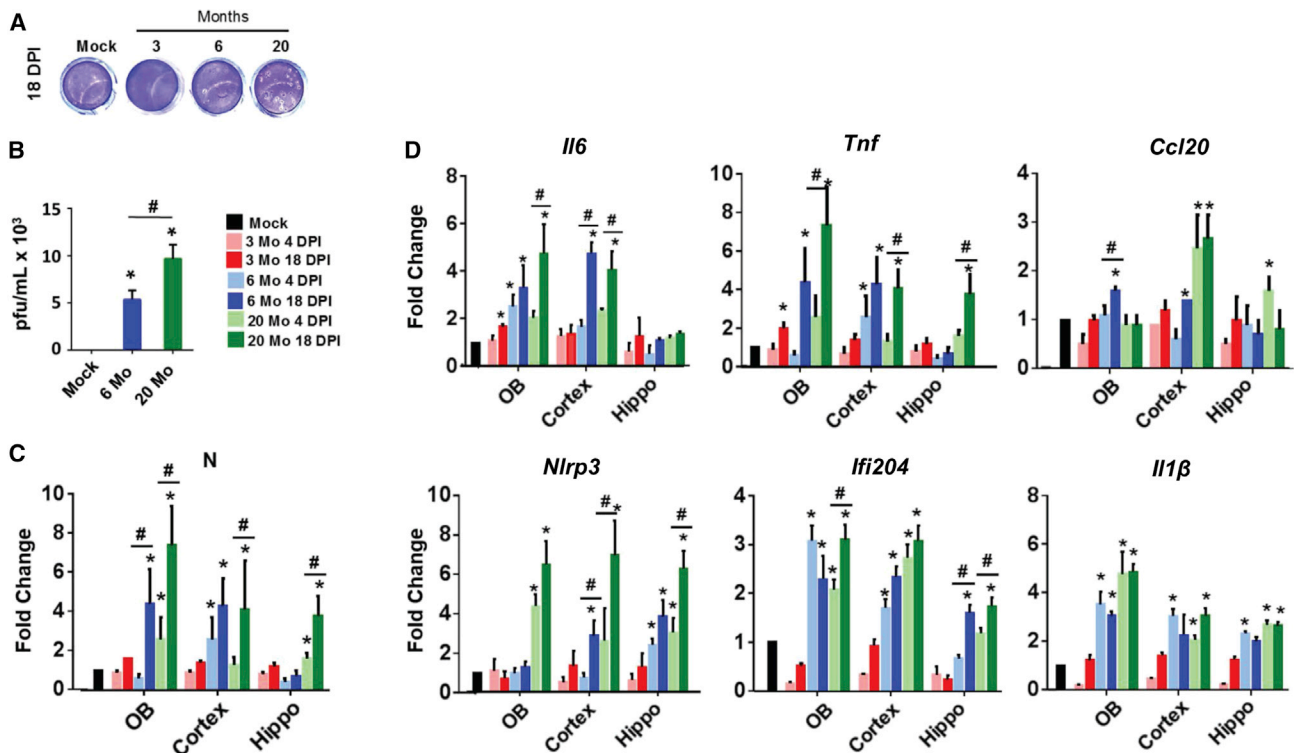 A
Months
Mock 3 6 20
18 DPI
B
pfu/mL x 10³
15
10
5
0
#
*
*
Mock
6 Mo
20 Mo
Mock
3 Mo 4 DPI
3 Mo 18 DPI
6 Mo 4 DPI
6 Mo 18 DPI
20 Mo 4 DPI
20 Mo 18 DPI
C
N
Fold Change
10
8
6
4
2
0
# # # #
* * * * * * *
OB
Cortex
Hippo
D
Il6
Fold Change
8
6
4
2
0
# # #
* * * * * *
OB
Cortex
Hippo
Tnf
10
8
6
4
2
0
# # #
* * * * * * *
OB
Cortex
Hippo
Ccl20
4
3
2
1
0
#
* * * * *
OB
Cortex
Hippo
Nlrp3
Fold Change
10
8
6
4
2
0
# # #
* * * * * * * *
OB
Cortex
Hippo
Ifi204
4
3
2
1
0
# # #
* * * * * * * * * *
OB
Cortex
Hippo
Il1β
8
6
4
2
0
* * * * * * * * * *
OB
Cortex
Hippo